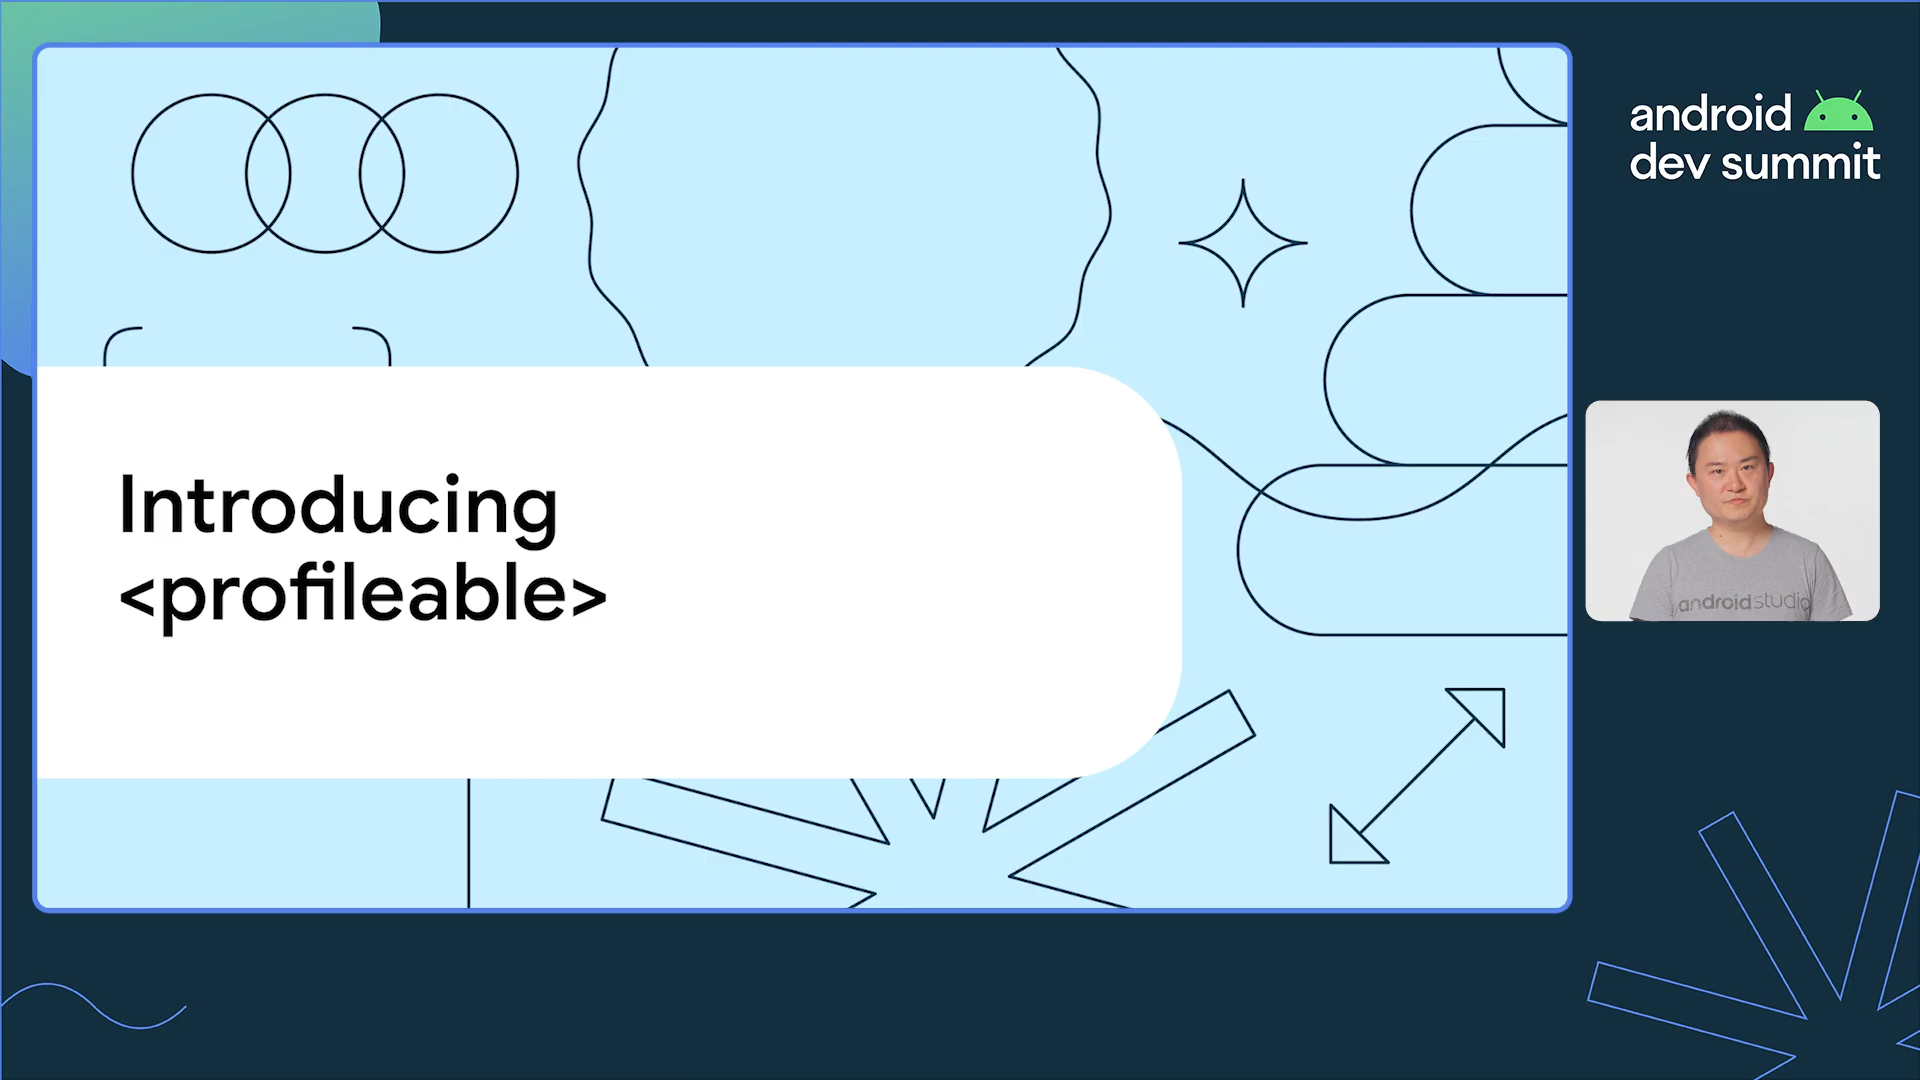 Introducing
<profileable>
android
dev summit
androidstudio